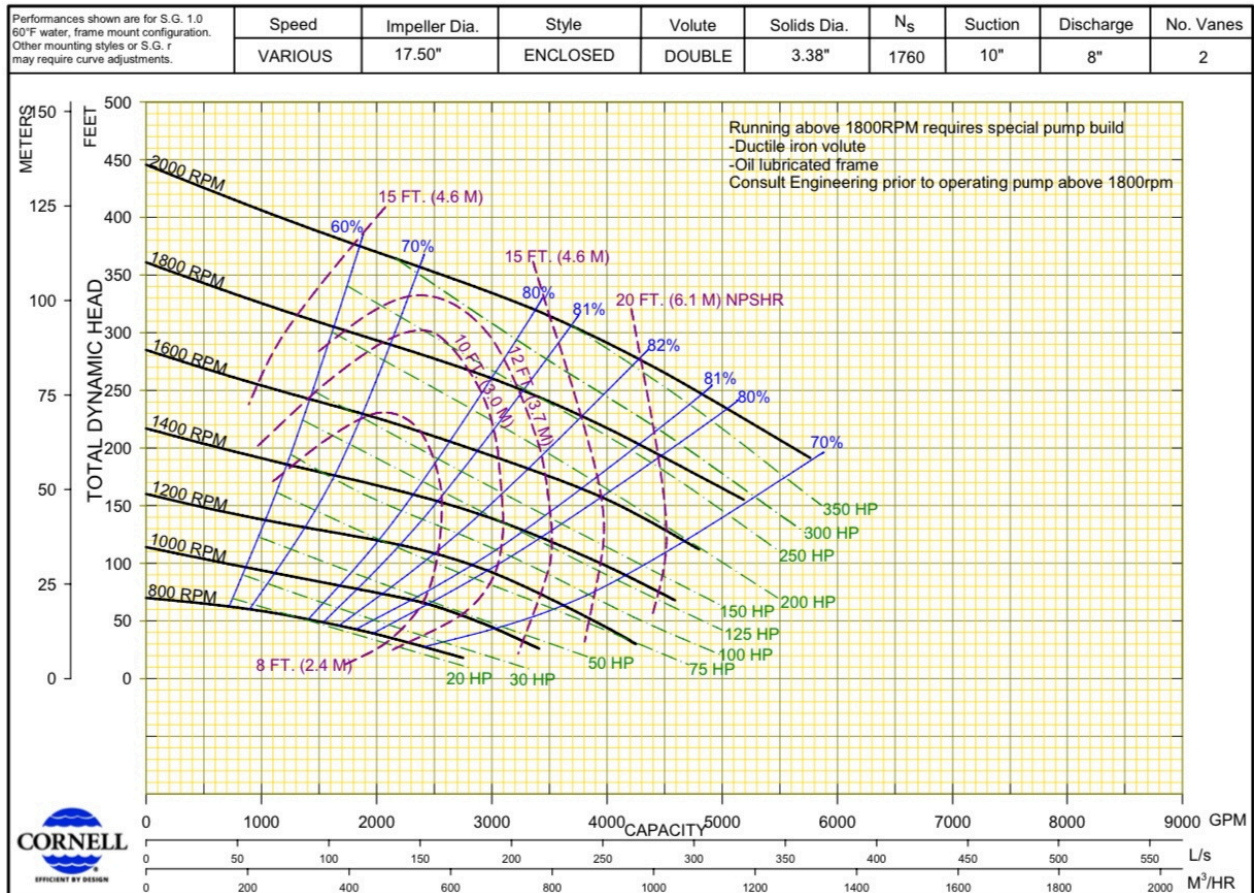 Performances shown are for S.G. 1.0
60°F water, frame mount configuration.
Other mounting styles or S.G. r
may require curve adjustments.
Speed Impeller Dia. Style Volute Solids Dia. NS Suction Discharge No. Vanes
VARIOUS 17.50" ENCLOSED DOUBLE 3.38" 1760 10" 8" 2
METERS
150
125
100
75
50
25
0
FEET
TOTAL DYNAMIC HEAD
500
450
400
350
300
250
200
150
100
50
0
Running above 1800RPM requires special pump build
-Ductile iron volute
-Oil lubricated frame
Consult Engineering prior to operating pump above 1800rpm
2000 RPM
1800 RPM
1600 RPM
1400 RPM
1200 RPM
1000 RPM
800 RPM
15 FT. (4.6 M)
60%
70%
15 FT. (4.6 M)
80%
81%
20 FT. (6.1 M) NPSHR
82%
81%
80%
70%
10 FT. (3.0 M)
12 FT. (3.7 M)
8 FT. (2.4 M)
350 HP
300 HP
250 HP
200 HP
150 HP
125 HP
100 HP
75 HP
50 HP
30 HP
20 HP
0 1000 2000 3000 4000 5000 6000 7000 8000 9000 GPM
CAPACITY
0 50 100 150 200 250 300 350 400 450 500 550 L/s
0 200 400 600 800 1000 1200 1400 1600 1800 2000 M3/HR
CORNELL
EFFICIENT BY DESIGN